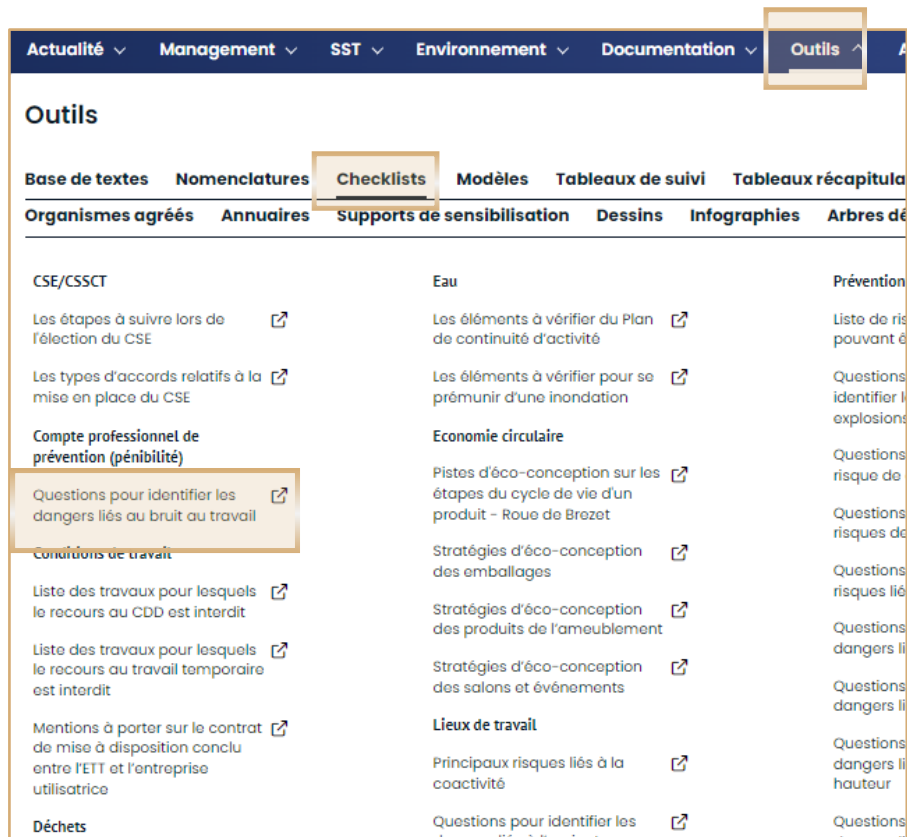 Actualité Management SST Environnement Documentation Outils A
Outils
Base de textes Nomenclatures Checklists Modèles Tableaux de suivi Tableaux récapitula
Organismes agréés Annuaires Supports de sensibilisation Dessins Infographies Arbres dé
CSE/CSSCT
Les étapes à suivre lors de
l'élection du CSE
Les types d'accords relatifs à la
mise en place du CSE
Compte professionnel de
prévention (pénibilité)
Questions pour identifier les
dangers liés au bruit au travail
Conditions de travail
Liste des travaux pour lesquels
le recours au CDD est interdit
Liste des travaux pour lesquels
le recours au travail temporaire
est interdit
Mentions à porter sur le contrat
de mise à disposition conclu
entre l'ETT et l'entreprise
utilisatrice
Déchets
Eau
Les éléments à vérifier du Plan
de continuité d'activité
Les éléments à vérifier pour se
prémunir d'une inondation
Economie circulaire
Pistes d'éco-conception sur les
étapes du cycle de vie d'un
produit - Roue de Brezet
Stratégies d'éco-conception
des emballages
Stratégies d'éco-conception
des produits de l'ameublement
Stratégies d'éco-conception
des salons et événements
Lieux de travail
Principaux risques liés à la
coactivité
Questions pour identifier les
Prévention
Liste de ris
pouvant é
Questions
identifier l
explosions
Questions
risque de
Questions
risques de
Questions
risques lié
Questions
dangers li
Questions
dangers li
Questions
dangers li
hauteur
Questions